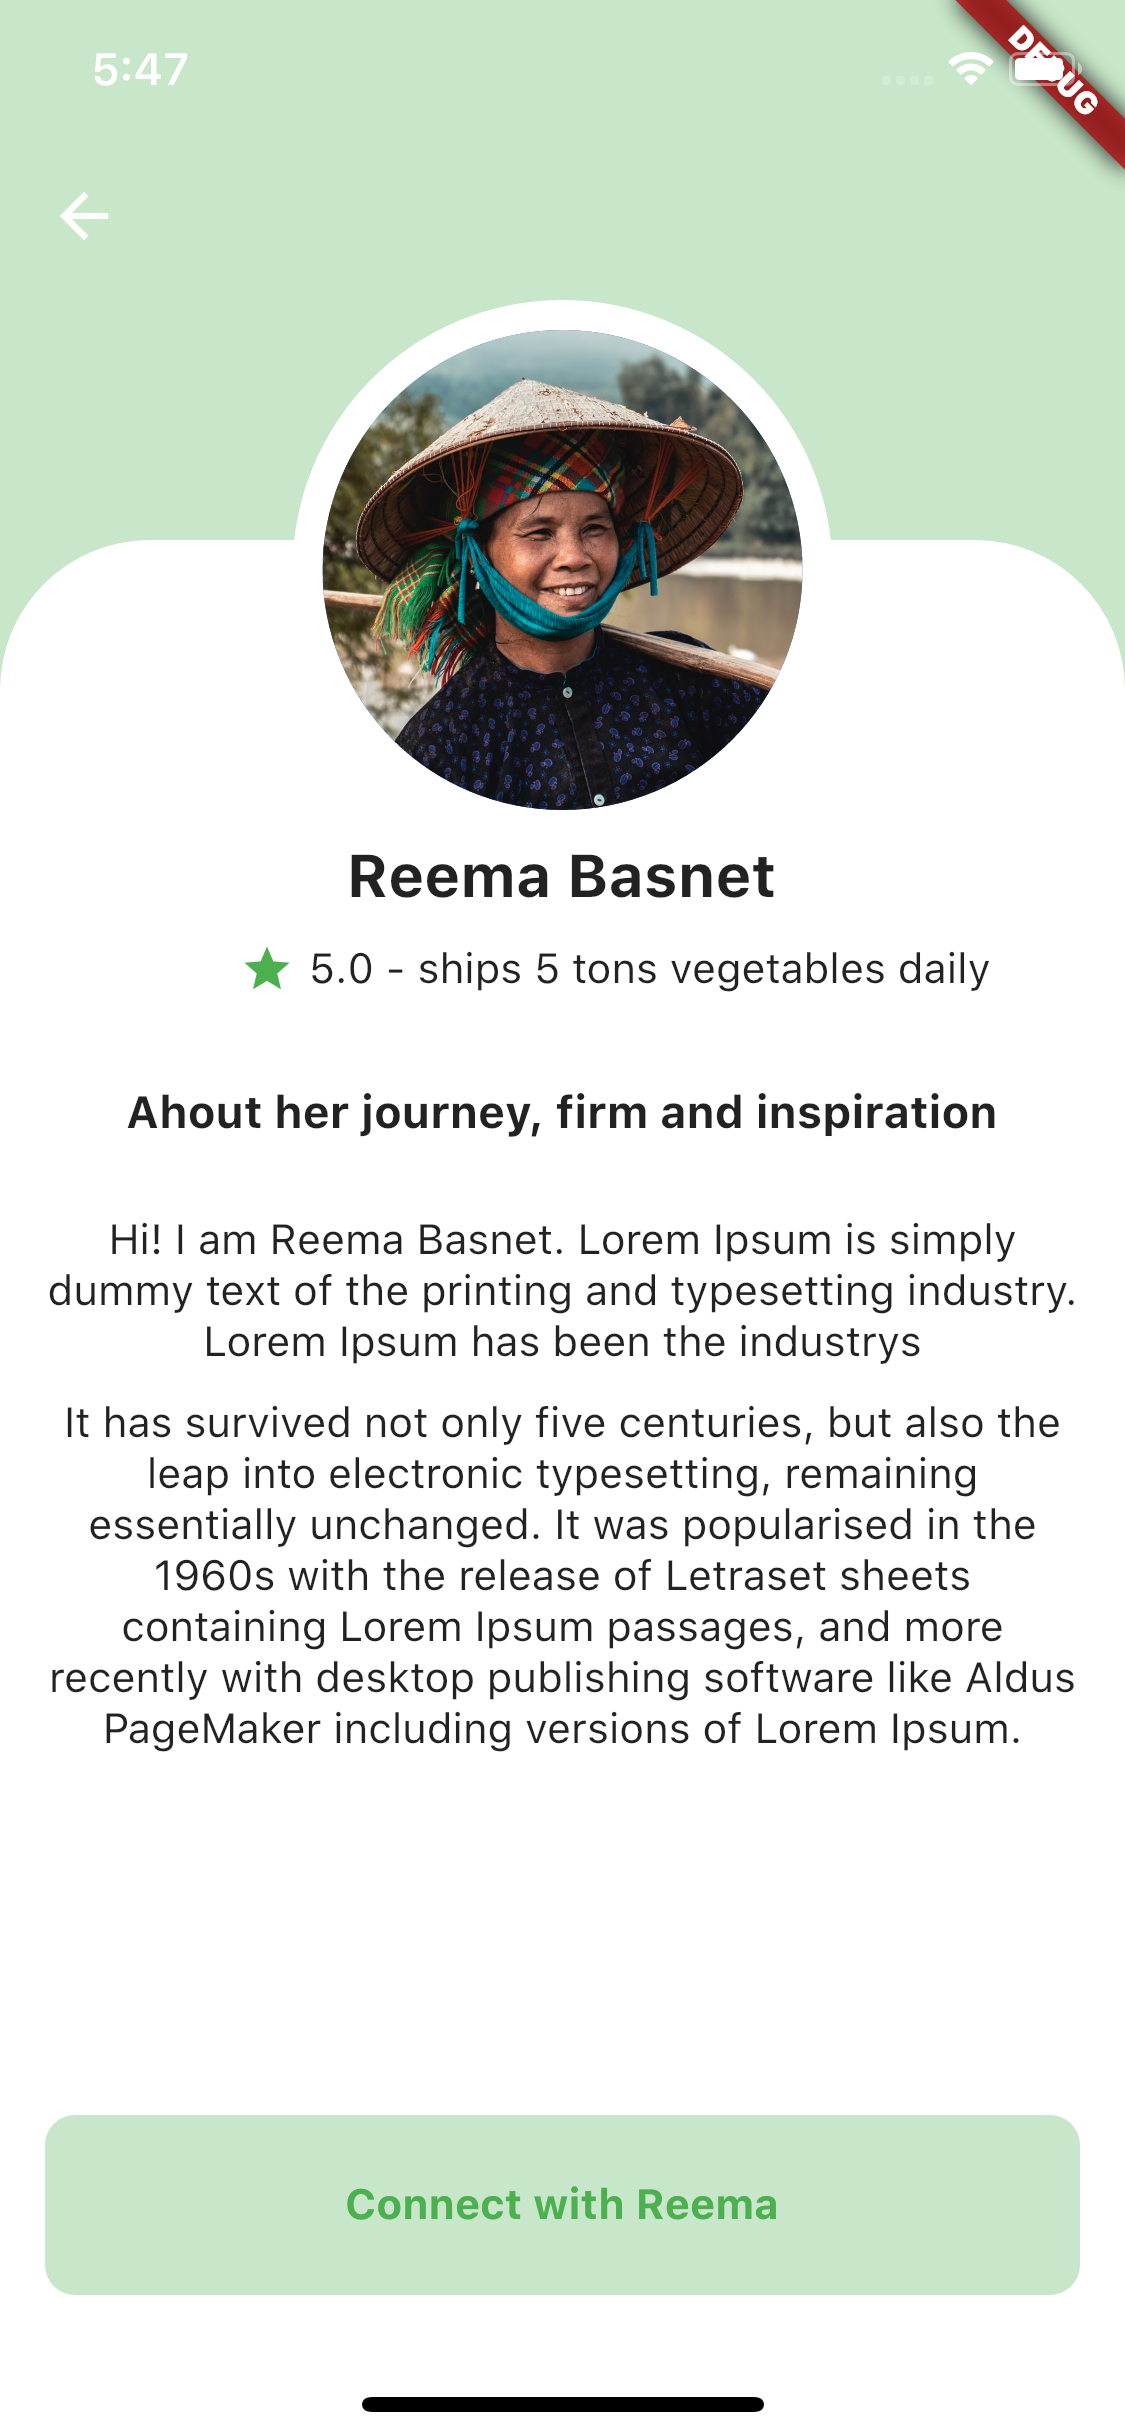 5:47
DEBUG
Reema Basnet
5.0 - ships 5 tons vegetables daily
Ahout her journey, firm and inspiration
Hi! I am Reema Basnet. Lorem Ipsum is simply
dummy text of the printing and typesetting industry.
Lorem Ipsum has been the industrys
It has survived not only five centuries, but also the
leap into electronic typesetting, remaining
essentially unchanged. It was popularised in the
1960s with the release of Letraset sheets
containing Lorem Ipsum passages, and more
recently with desktop publishing software like Aldus
PageMaker including versions of Lorem Ipsum.
Connect with Reema